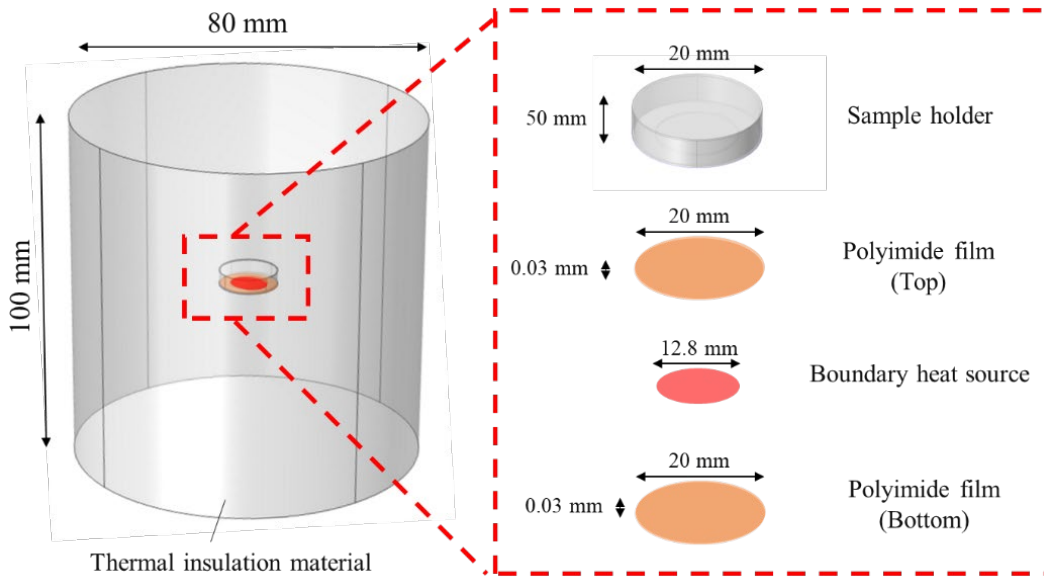 80 mm
100 mm
Thermal insulation material
20 mm
50 mm
Sample holder
20 mm
0.03 mm
Polyimide film
(Top)
12.8 mm
Boundary heat source
20 mm
0.03 mm
Polyimide film
(Bottom)